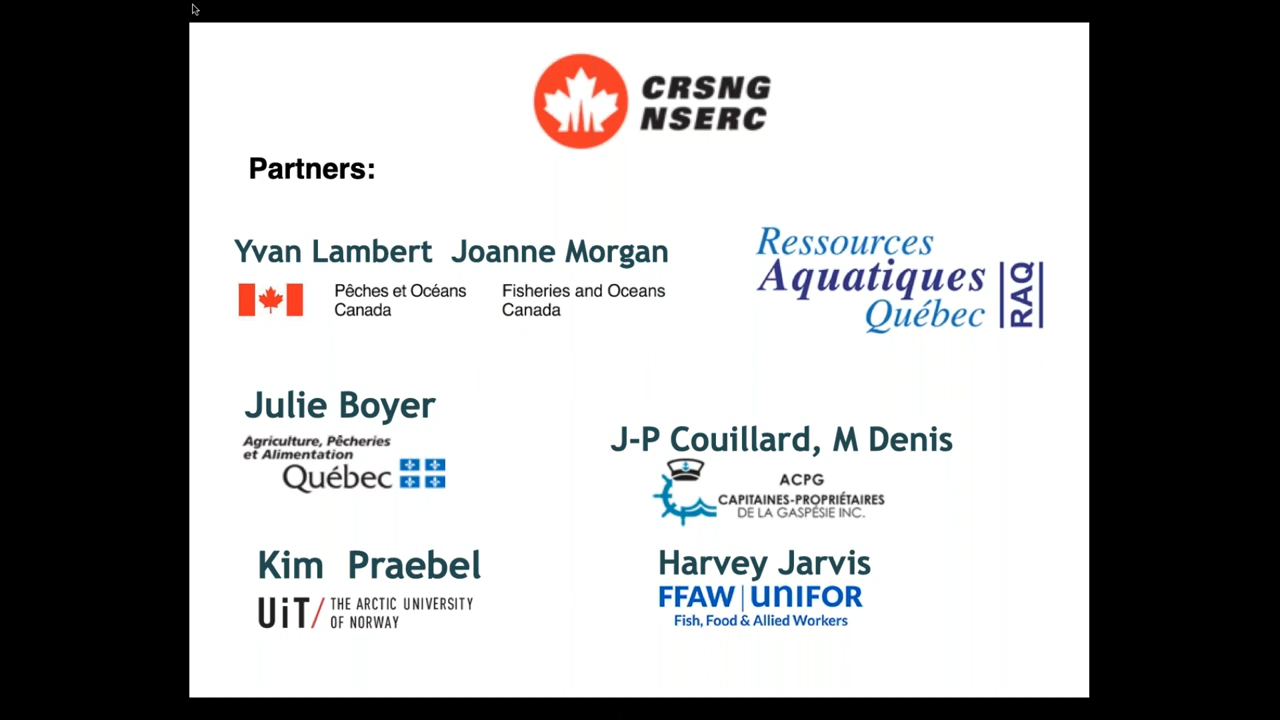 CRSNG
NSERC
Partners:
Yvan Lambert Joanne Morgan
Pêches et Océans
Canada
Fisheries and Oceans
Canada
Ressources
Aquatiques
Québec
RAQ
Julie Boyer
Agriculture, Pêcheries
et Alimentation
Québec
J-P Couillard, M Denis
ACPG
CAPITAINES-PROPRIÉTAIRES
DE LA GASPÉSIE INC.
Kim Praebel
UiT/ THE ARCTIC UNIVERSITY
OF NORWAY
Harvey Jarvis
FFAW|UNIFOR
Fish, Food & Allied Workers